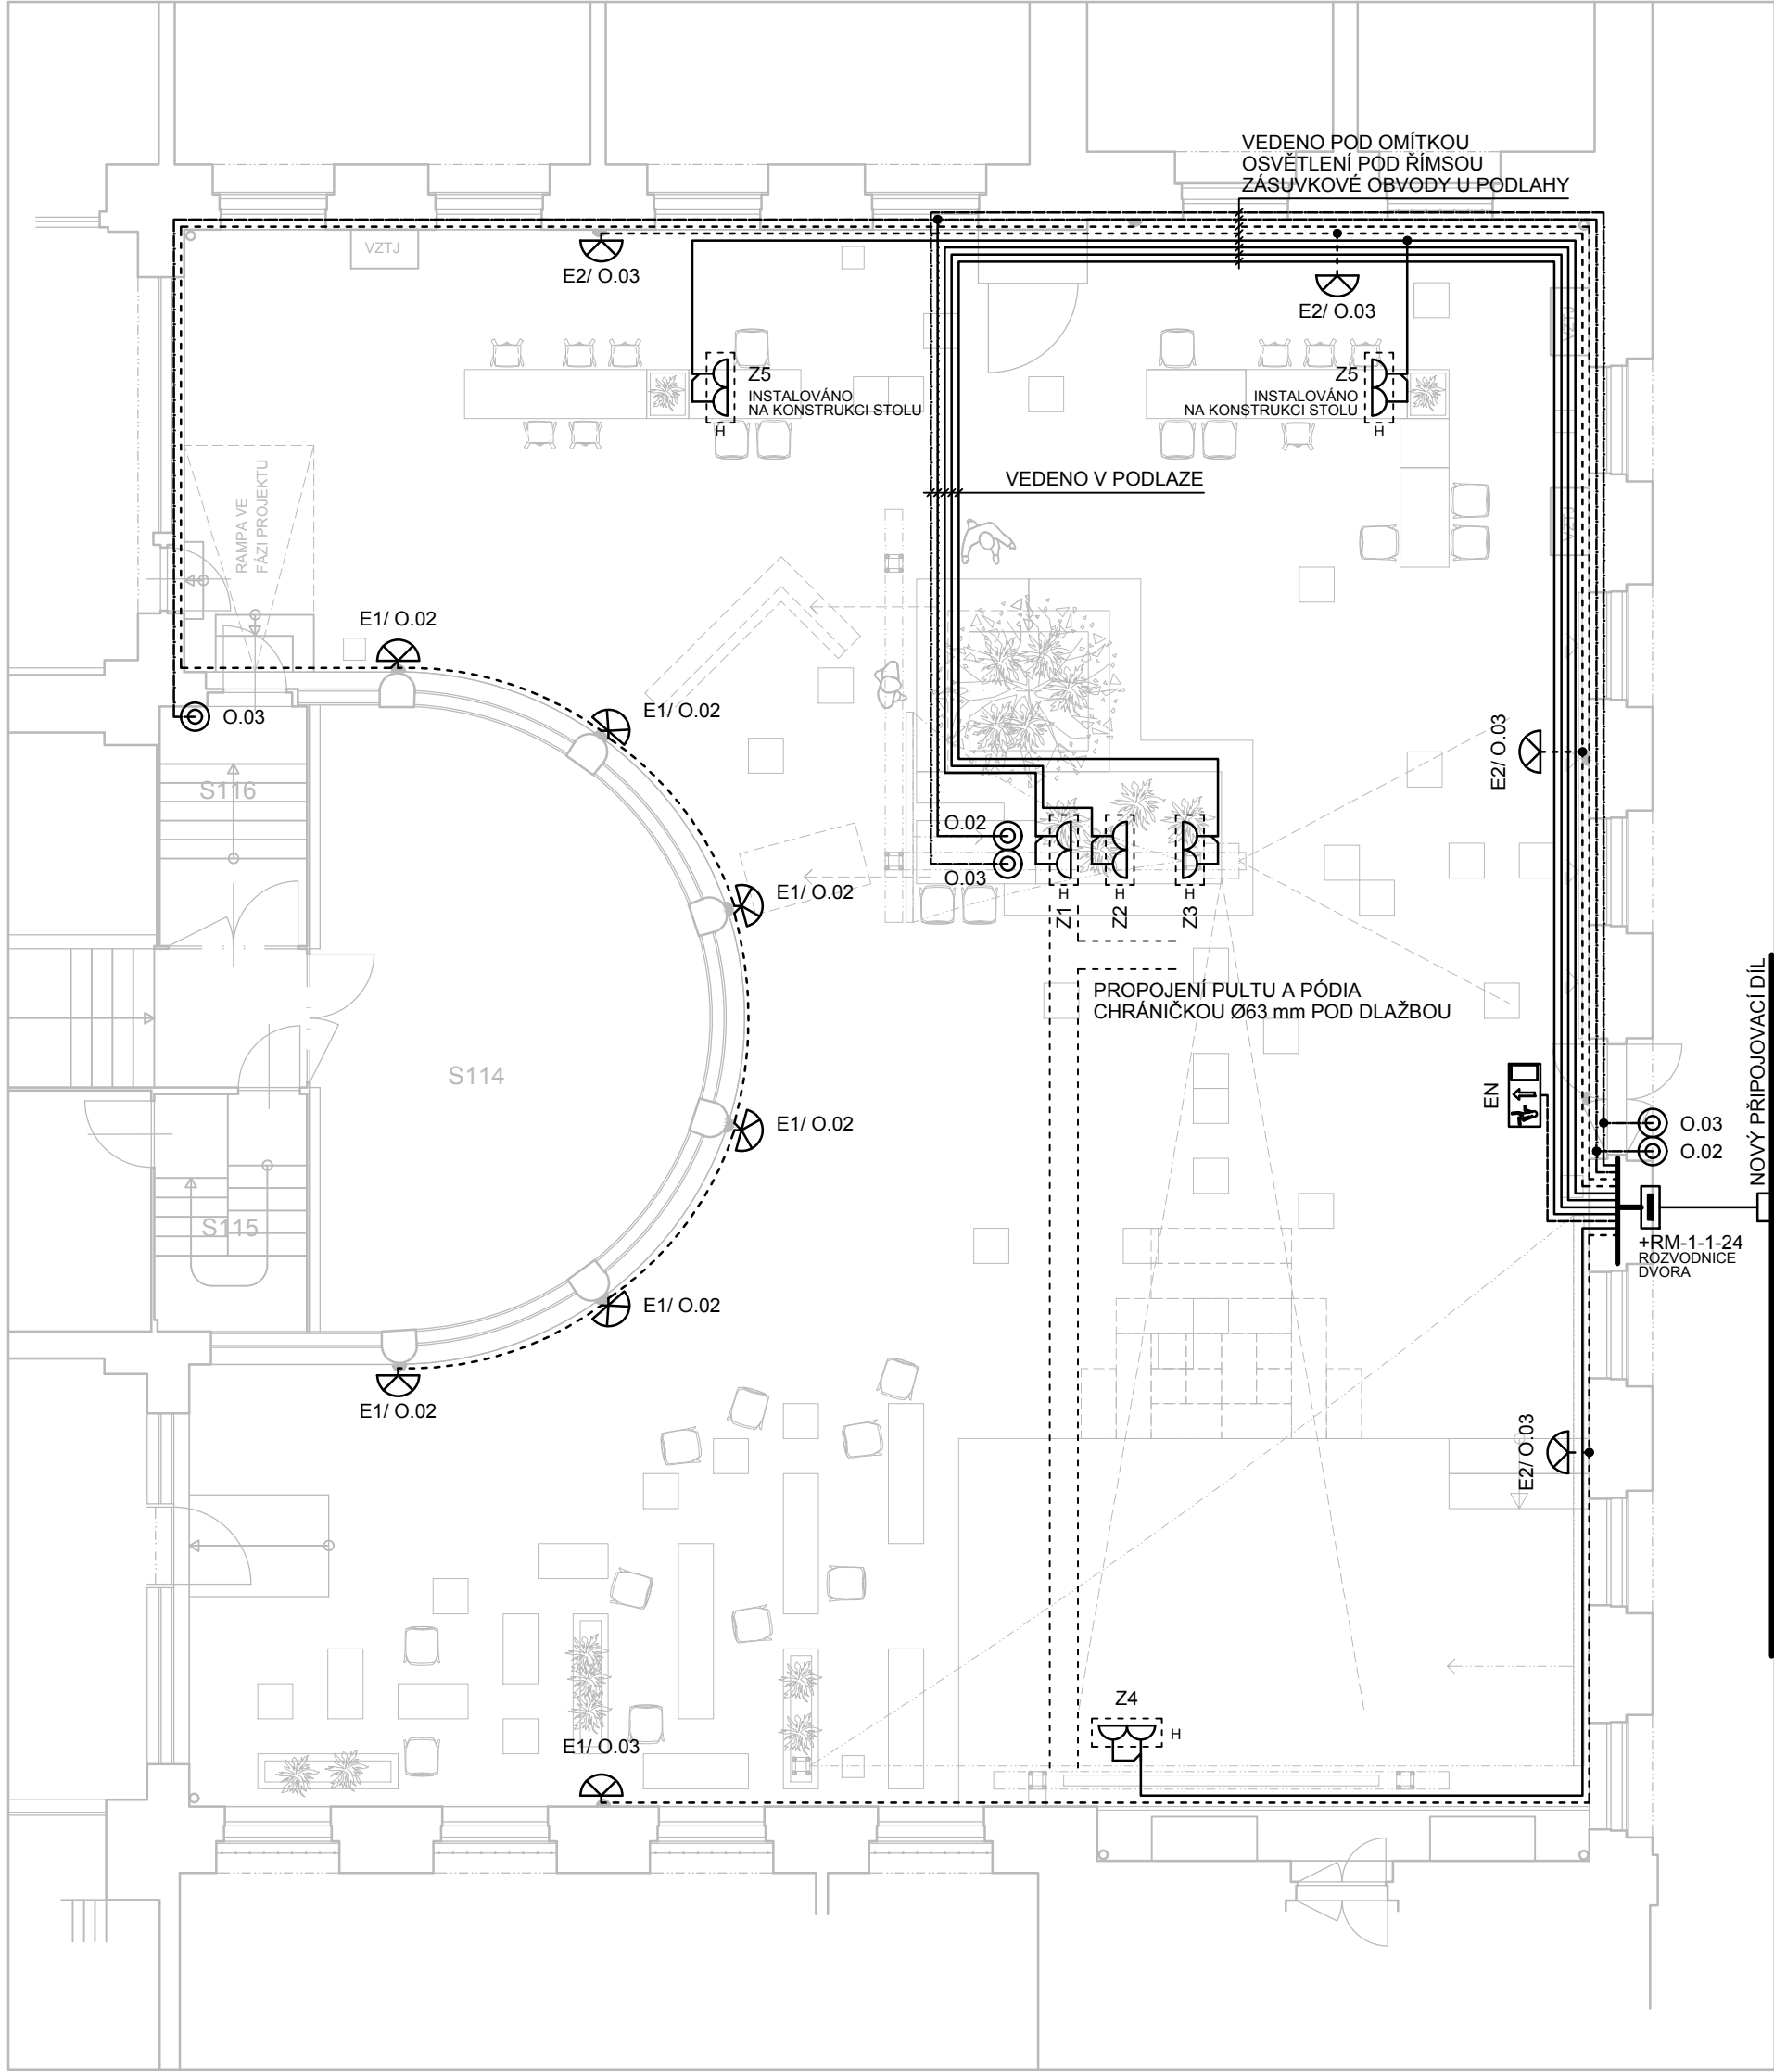 VEDENO POD OMÍTKOU
OSVĚTLENÍ POD ŘÍMSOU
ZÁSUVKOVÉ OBVODY U PODLAHY
VZTJ
E2/ O.03
E2/ O.03
Z5
INSTALOVÁNO
NA KONSTRUKCI STOLU
H
Z5
INSTALOVÁNO
NA KONSTRUKCI STOLU
H
VEDENO V PODLAZE
RAMPA VE
FÁZI PROJEKTU
E1/ O.02
E1/ O.02
O.03
E2/ O.03
S116
O.02
O.03
E1/ O.02
H
H
H
Z1
Z2
Z3
PROPOJENÍ PULTU A PÓDIA
CHRÁNIČKOU Ø63 mm POD DLAŽBOU
NOVÝ PŘIPOJOVACÍ DÍL
S114
EN
E1/ O.02
O.03
O.02
S115
+RM-1-1-24
ROZVODNICE
DVORA
E1/ O.02
E1/ O.02
E2/ O.03
Z4
H
E1/ O.03